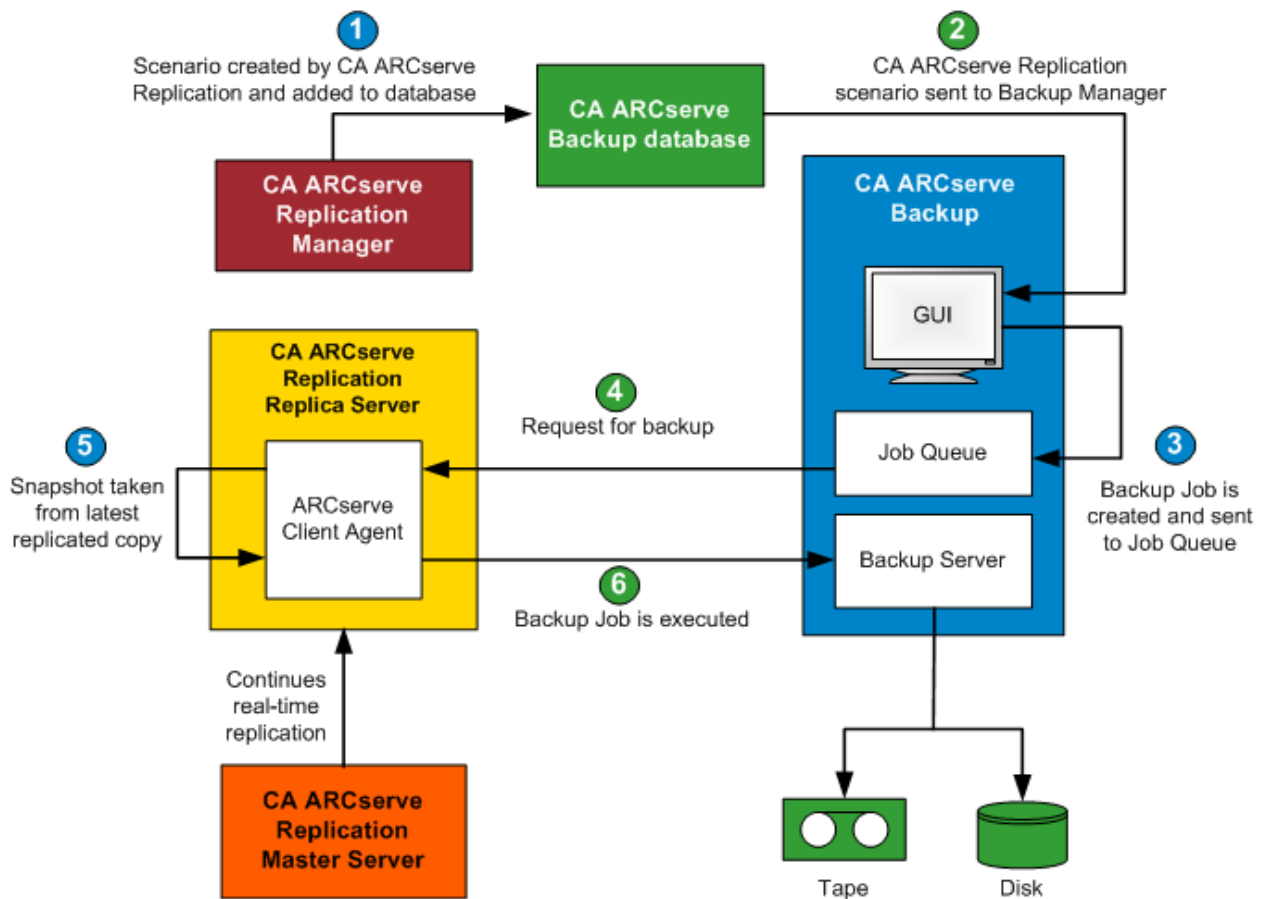 1
Scenario created by CA ARCserve
Replication and added to database
2
CA ARCserve Replication
scenario sent to Backup Manager
CA ARCserve
Backup database
CA ARCserve
Replication
Manager
CA ARCserve
Backup
GUI
CA ARCserve
Replication
Replica Server
4
Request for backup
Job Queue
3
Backup Job is
created and sent
to Job Queue
5
Snapshot taken
from latest
replicated copy
ARCserve
Client Agent
Backup Server
6
Backup Job is executed
Continues
real-time
replication
CA ARCserve
Replication
Master Server
Tape
Disk